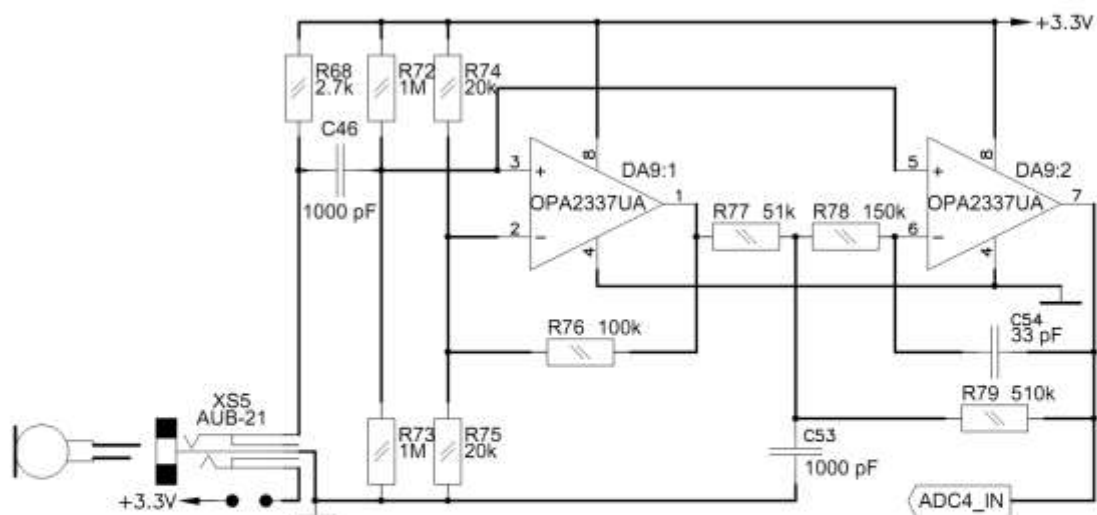 +3.3V
R68
2.7k
R72
1M
R74
20k
C46
1000 pF
3
+
8
DA9:1
OPA2337UA
1
2
−
4
5
+
8
DA9:2
OPA2337UA
7
6
−
4
R77 51k
R78 150k
R76 100k
C54
33 pF
R79 510k
XS5
AUB-21
R73
1M
R75
20k
C53
1000 pF
+3.3V
ADC4_IN